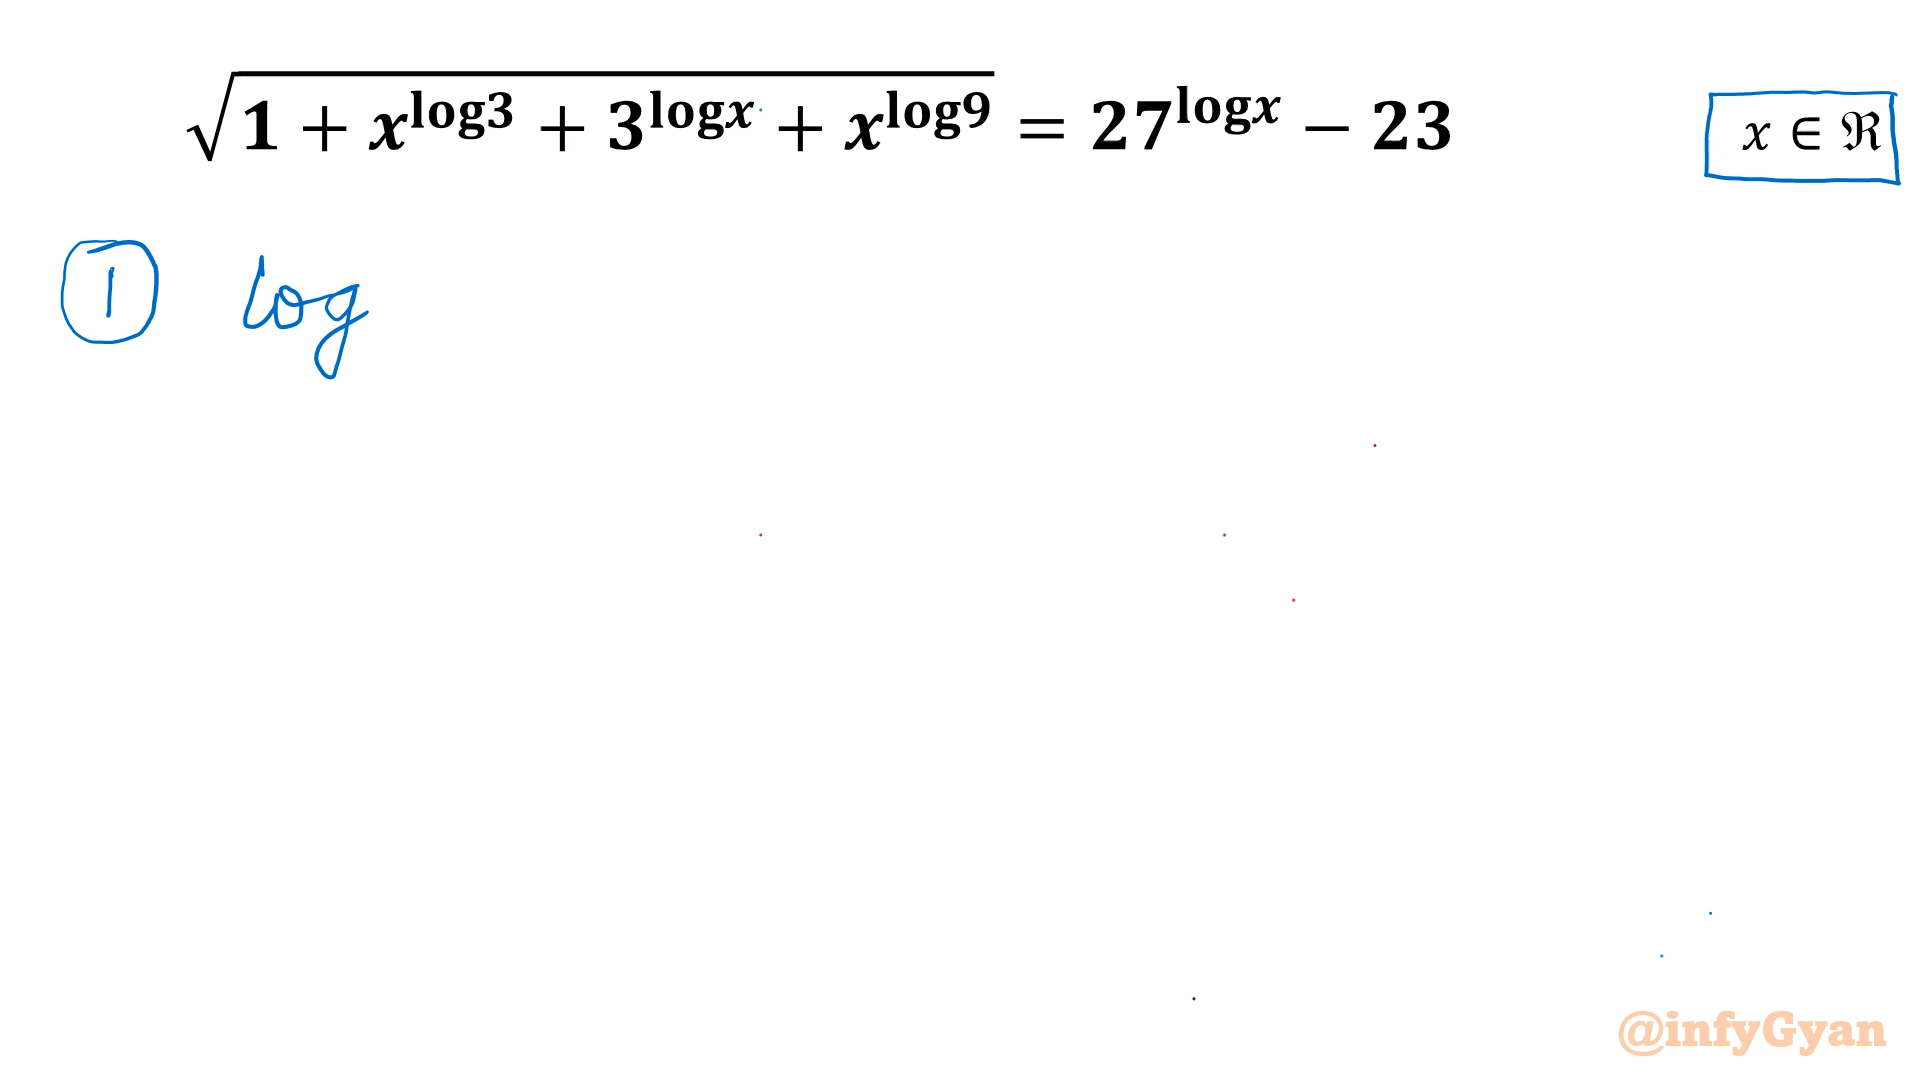 √(1 + x^log3 + 3^logx + x^log9) = 27^logx − 23
x ∈ ℜ
1 log
@infyGyan